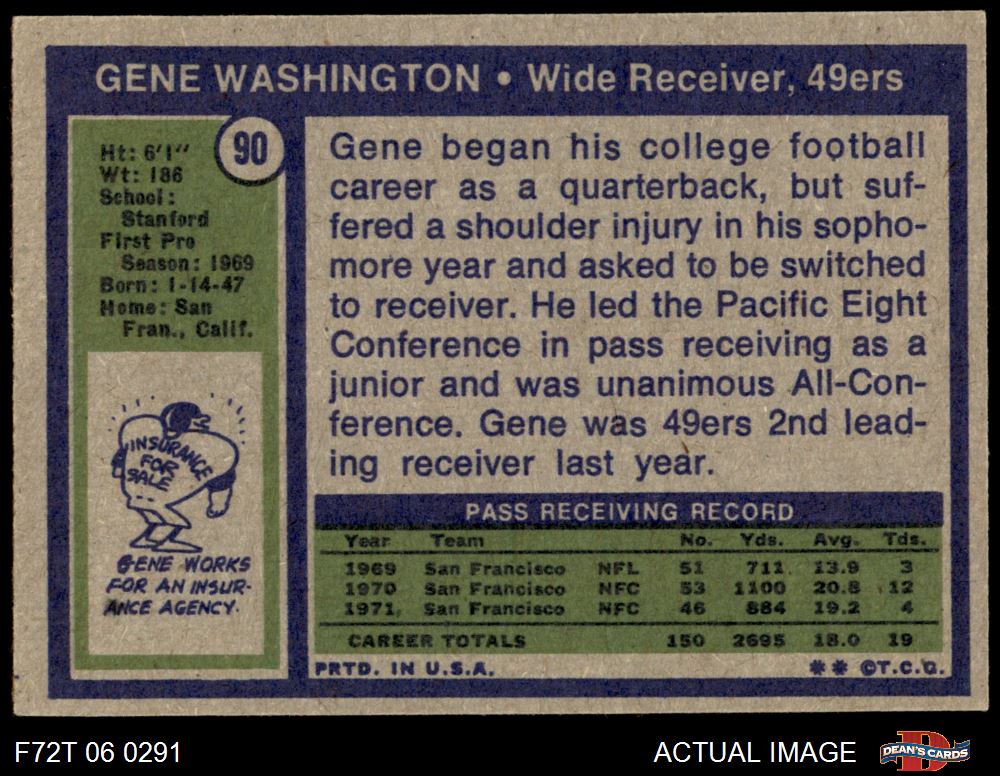 GENE WASHINGTON • Wide Receiver, 49ers
90
Ht: 6'1"
Wt: 186
School:
Stanford
First Pro
Season: 1969
Born: 1-14-47
Home: San
Fran., Calif.
INSURANCE
FOR
SALE
GENE WORKS
FOR AN INSUR-
ANCE AGENCY.
Gene began his college football
career as a quarterback, but suf-
fered a shoulder injury in his sopho-
more year and asked to be switched
to receiver. He led the Pacific Eight
Conference in pass receiving as a
junior and was unanimous All-Con-
ference. Gene was 49ers 2nd lead-
ing receiver last year.
PASS RECEIVING RECORD
Year Team No. Yds. Avg. Tds.
1969 San Francisco NFL 51 711 13.9 3
1970 San Francisco NFC 53 1100 20.8 12
1971 San Francisco NFC 46 884 19.2 4
CAREER TOTALS 150 2695 18.0 19
PRTD. IN U.S.A. ** ©T.C.G.
F72T 06 0291 ACTUAL IMAGE D DEAN'S CARDS